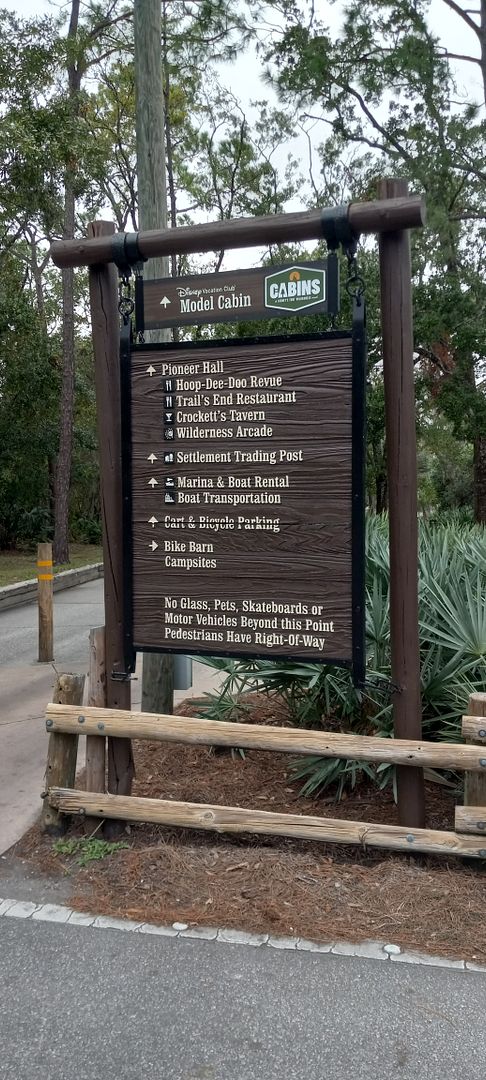 Disney Vacation Club
Model Cabin
CABINS
Pioneer Hall
Hoop-Dee-Doo Revue
Trail's End Restaurant
Crockett's Tavern
Wilderness Arcade
Settlement Trading Post
Marina & Boat Rental
Boat Transportation
Cart & Bicycle Parking
Bike Barn
Campsites
No Glass, Pets, Skateboards or
Motor Vehicles Beyond this Point
Pedestrians Have Right-Of-Way